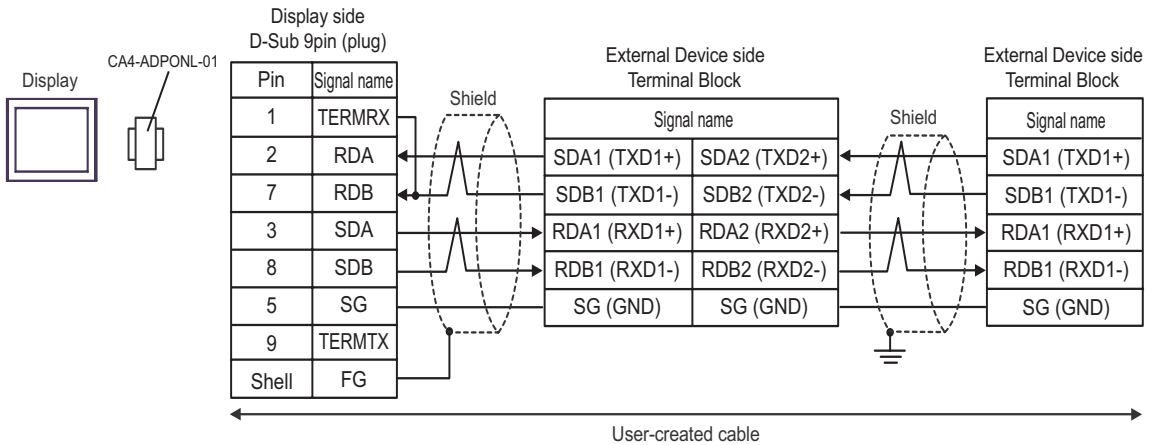 Display side
D-Sub 9pin (plug)
CA4-ADPONL-01
Display
Pin Signal name
1 TERMRX
2 RDA
7 RDB
3 SDA
8 SDB
5 SG
9 TERMTX
Shell FG
Shield
External Device side
Terminal Block
Signal name
SDA1 (TXD1+) SDA2 (TXD2+)
SDB1 (TXD1-) SDB2 (TXD2-)
RDA1 (RXD1+) RDA2 (RXD2+)
RDB1 (RXD1-) RDB2 (RXD2-)
SG (GND) SG (GND)
Shield
External Device side
Terminal Block
Signal name
SDA1 (TXD1+)
SDB1 (TXD1-)
RDA1 (RXD1+)
RDB1 (RXD1-)
SG (GND)
User-created cable